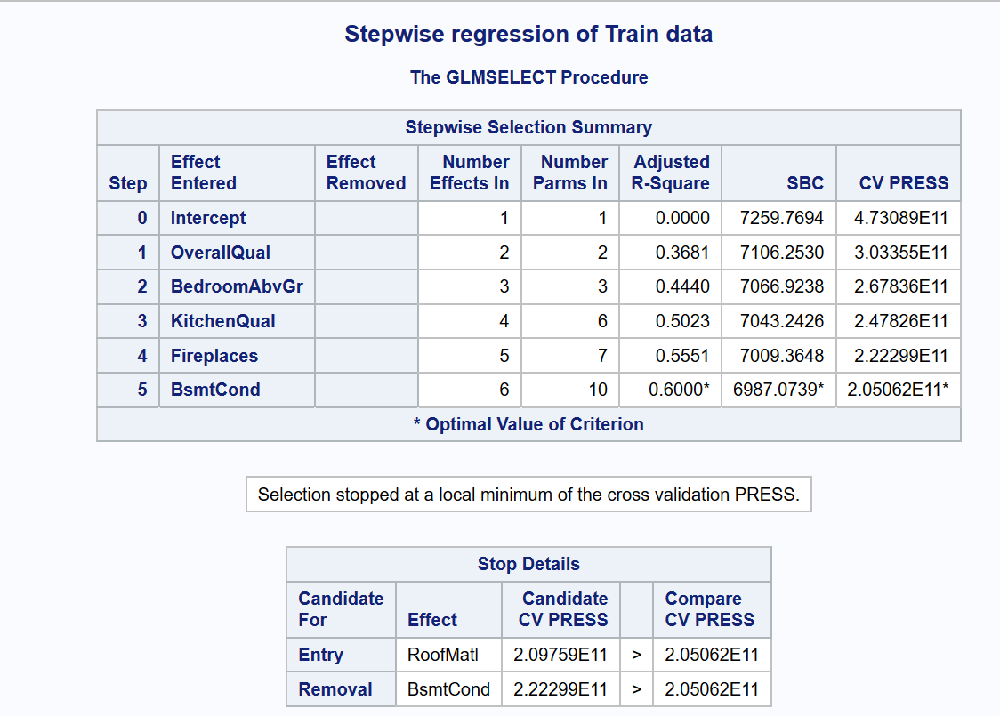 Stepwise regression of Train data
The GLMSELECT Procedure
Stepwise Selection Summary
Step Effect Entered Effect Removed Number Effects In Number Parms In Adjusted R-Square SBC CV PRESS
0 Intercept 1 1 0.0000 7259.7694 4.73089E11
1 OverallQual 2 2 0.3681 7106.2530 3.03355E11
2 BedroomAbvGr 3 3 0.4440 7066.9238 2.67836E11
3 KitchenQual 4 6 0.5023 7043.2426 2.47826E11
4 Fireplaces 5 7 0.5551 7009.3648 2.22299E11
5 BsmtCond 6 10 0.6000* 6987.0739* 2.05062E11*
* Optimal Value of Criterion
Selection stopped at a local minimum of the cross validation PRESS.
Stop Details
Candidate For Effect Candidate CV PRESS Compare CV PRESS
Entry RoofMatl 2.09759E11 > 2.05062E11
Removal BsmtCond 2.22299E11 > 2.05062E11